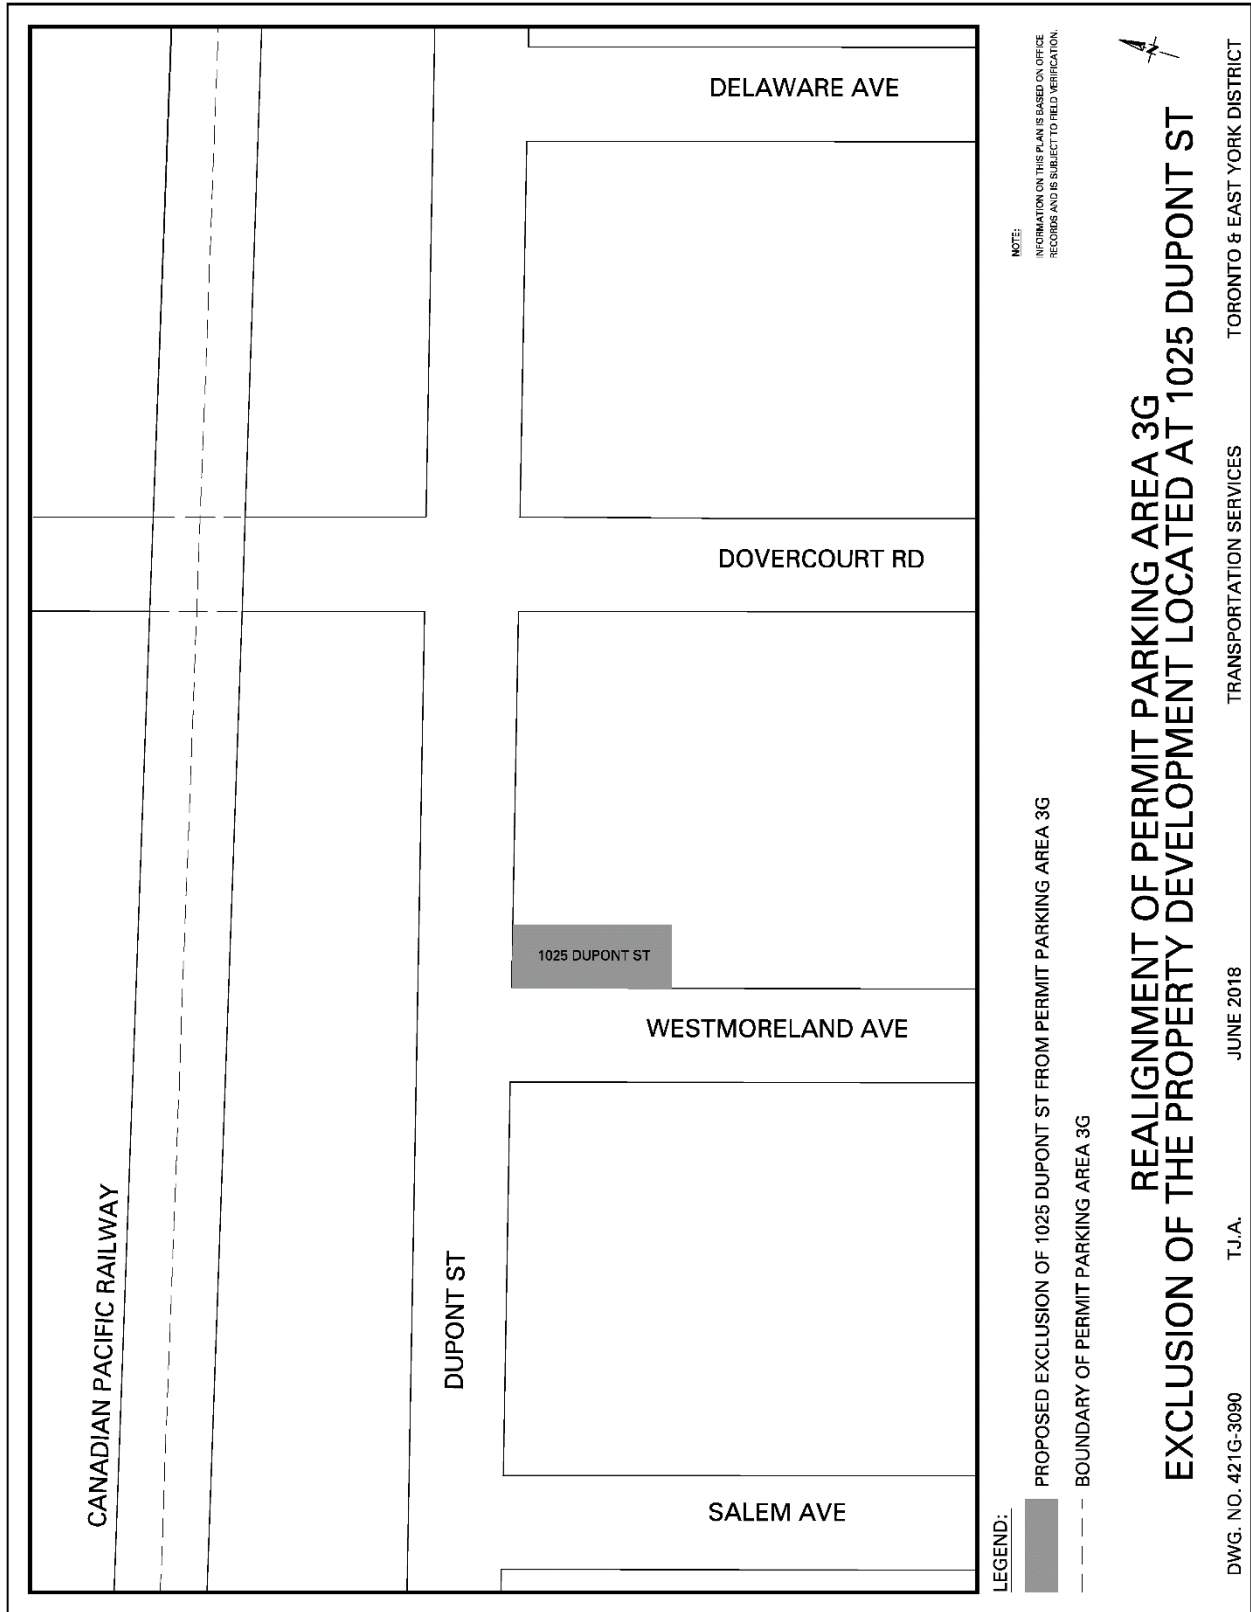 CANADIAN PACIFIC RAILWAY
DUPONT ST
SALEM AVE
WESTMORELAND AVE
1025 DUPONT ST
DOVERCOURT RD
DELAWARE AVE
LEGEND:
PROPOSED EXCLUSION OF 1025 DUPONT ST FROM PERMIT PARKING AREA 3G
BOUNDARY OF PERMIT PARKING AREA 3G
NOTE:
INFORMATION ON THIS PLAN IS BASED ON OFFICE
RECORDS AND IS SUBJECT TO FIELD VERIFICATION.
N
REALIGNMENT OF PERMIT PARKING AREA 3G
EXCLUSION OF THE PROPERTY DEVELOPMENT LOCATED AT 1025 DUPONT ST
DWG. NO. 421G-3090 T.J.A. JUNE 2018 TRANSPORTATION SERVICES TORONTO & EAST YORK DISTRICT